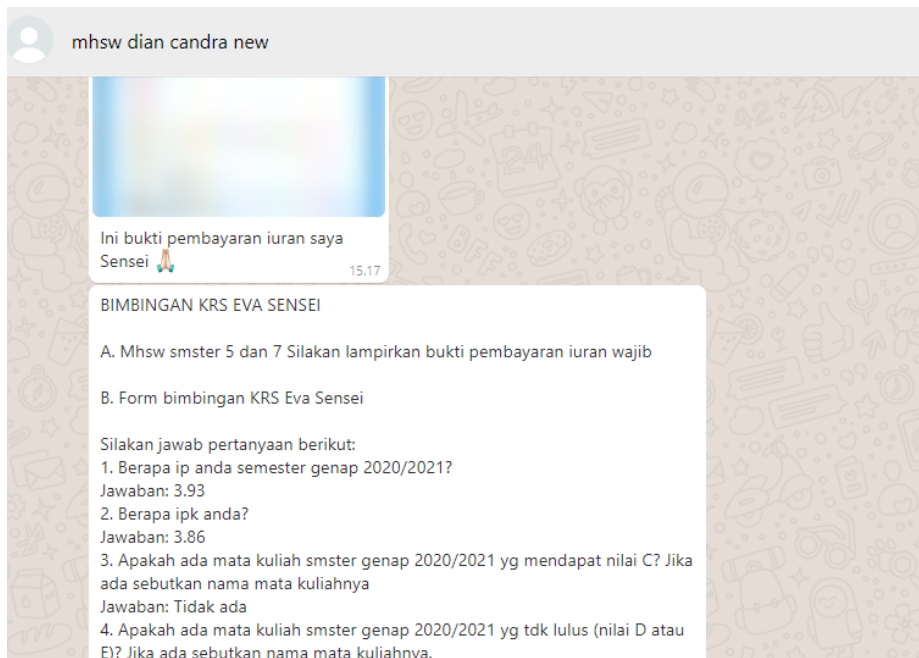 mhsw dian candra new
Ini bukti pembayaran iuran saya
Sensei 🙏🏻
15.17
BIMBINGAN KRS EVA SENSEI
A. Mhsw smster 5 dan 7 Silakan lampirkan bukti pembayaran iuran wajib
B. Form bimbingan KRS Eva Sensei
Silakan jawab pertanyaan berikut:
1. Berapa ip anda semester genap 2020/2021?
Jawaban: 3.93
2. Berapa ipk anda?
Jawaban: 3.86
3. Apakah ada mata kuliah smster genap 2020/2021 yg mendapat nilai C? Jika
ada sebutkan nama mata kuliahnya
Jawaban: Tidak ada
4. Apakah ada mata kuliah smster genap 2020/2021 yg tdk lulus (nilai D atau
E)? Jika ada sebutkan nama mata kuliahnya.